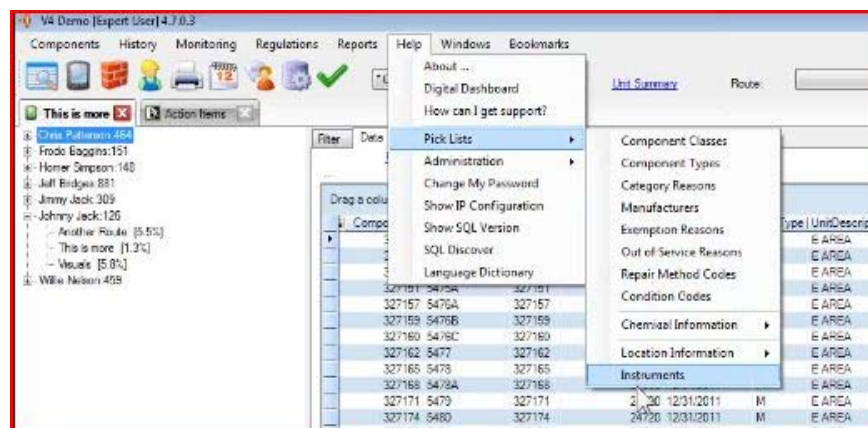 V4 Demo [Expert User] 4.7.0.3
Components History Monitoring Regulations Reports Help Windows Bookmarks
About ...
Digital Dashboard
How can I get support?
Pick Lists
Administration
Change My Password
Show IP Configuration
Show SQL Version
SQL Discover
Language Dictionary
Component Classes
Component Types
Category Reasons
Manufacturers
Exemption Reasons
Out of Service Reasons
Repair Method Codes
Condition Codes
Chemical Information
Location Information
Instruments
Unit Summary Route:
This is more Action Items
Chris Patterson:464
Frodo Baggins:151
Homer Simpson:148
Jeff Bridges:881
Jimmy Jack:309
Johnny Jack:126
Another Route [5.5%]
This is more [1.3%]
Visuals [5.8%]
Willie Nelson:459
Filter Data
Drag a colu
Compo Type UnitDescrip
E AREA
E AREA
E AREA
327151 5475A 327151 E AREA
327157 5476A 327157 E AREA
327159 5476B 327159 E AREA
327160 5476C 327160 E AREA
327162 5477 327162 E AREA
327165 5478 327165 E AREA
327168 5478A 327168 E AREA
327171 5479 327171 12/31/2011 M E AREA
327174 5480 327174 24720 12/31/2011 M E AREA